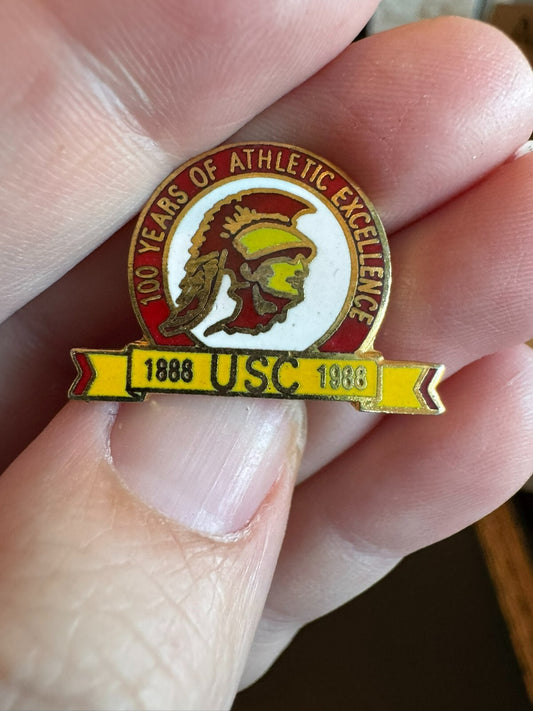 100 YEARS OF ATHLETIC EXCELLENCE
1888 USC 1988